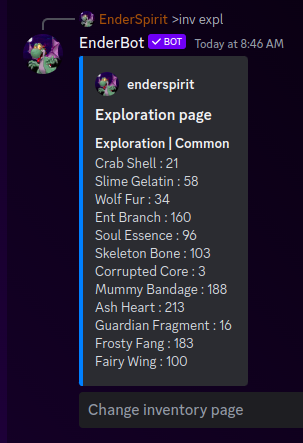 EnderSpirit >inv expl
EnderBot ✓ BOT Today at 8:46 AM
enderspirit
Exploration page
Exploration | Common
Crab Shell : 21
Slime Gelatin : 58
Wolf Fur : 34
Ent Branch : 160
Soul Essence : 96
Skeleton Bone : 103
Corrupted Core : 3
Mummy Bandage : 188
Ash Heart : 213
Guardian Fragment : 16
Frosty Fang : 183
Fairy Wing : 100
Change inventory page